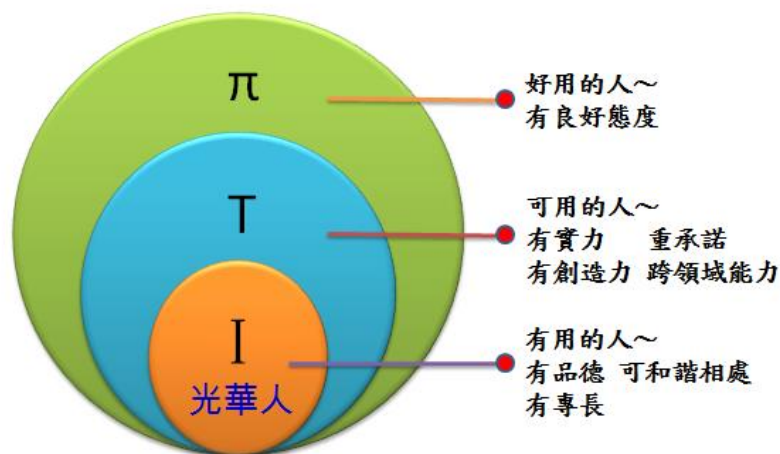 π
好用的人～
有良好態度
T
可用的人～
有實力 重承諾
有創造力 跨領域能力
I
光華人
有用的人～
有品德 可和諧相處
有專長